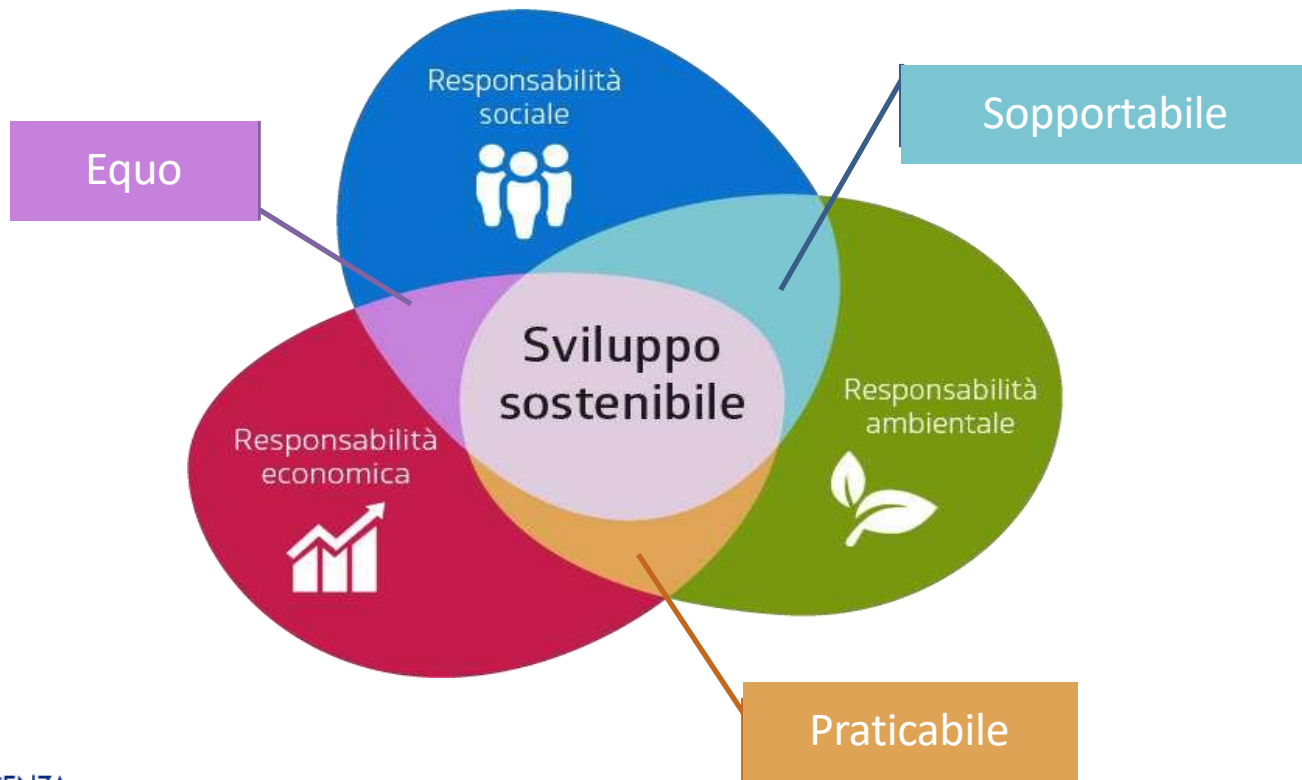 Responsabilità
sociale
Sopportabile
Equo
Sviluppo
sostenibile
Responsabilità
ambientale
Responsabilità
economica
Praticabile